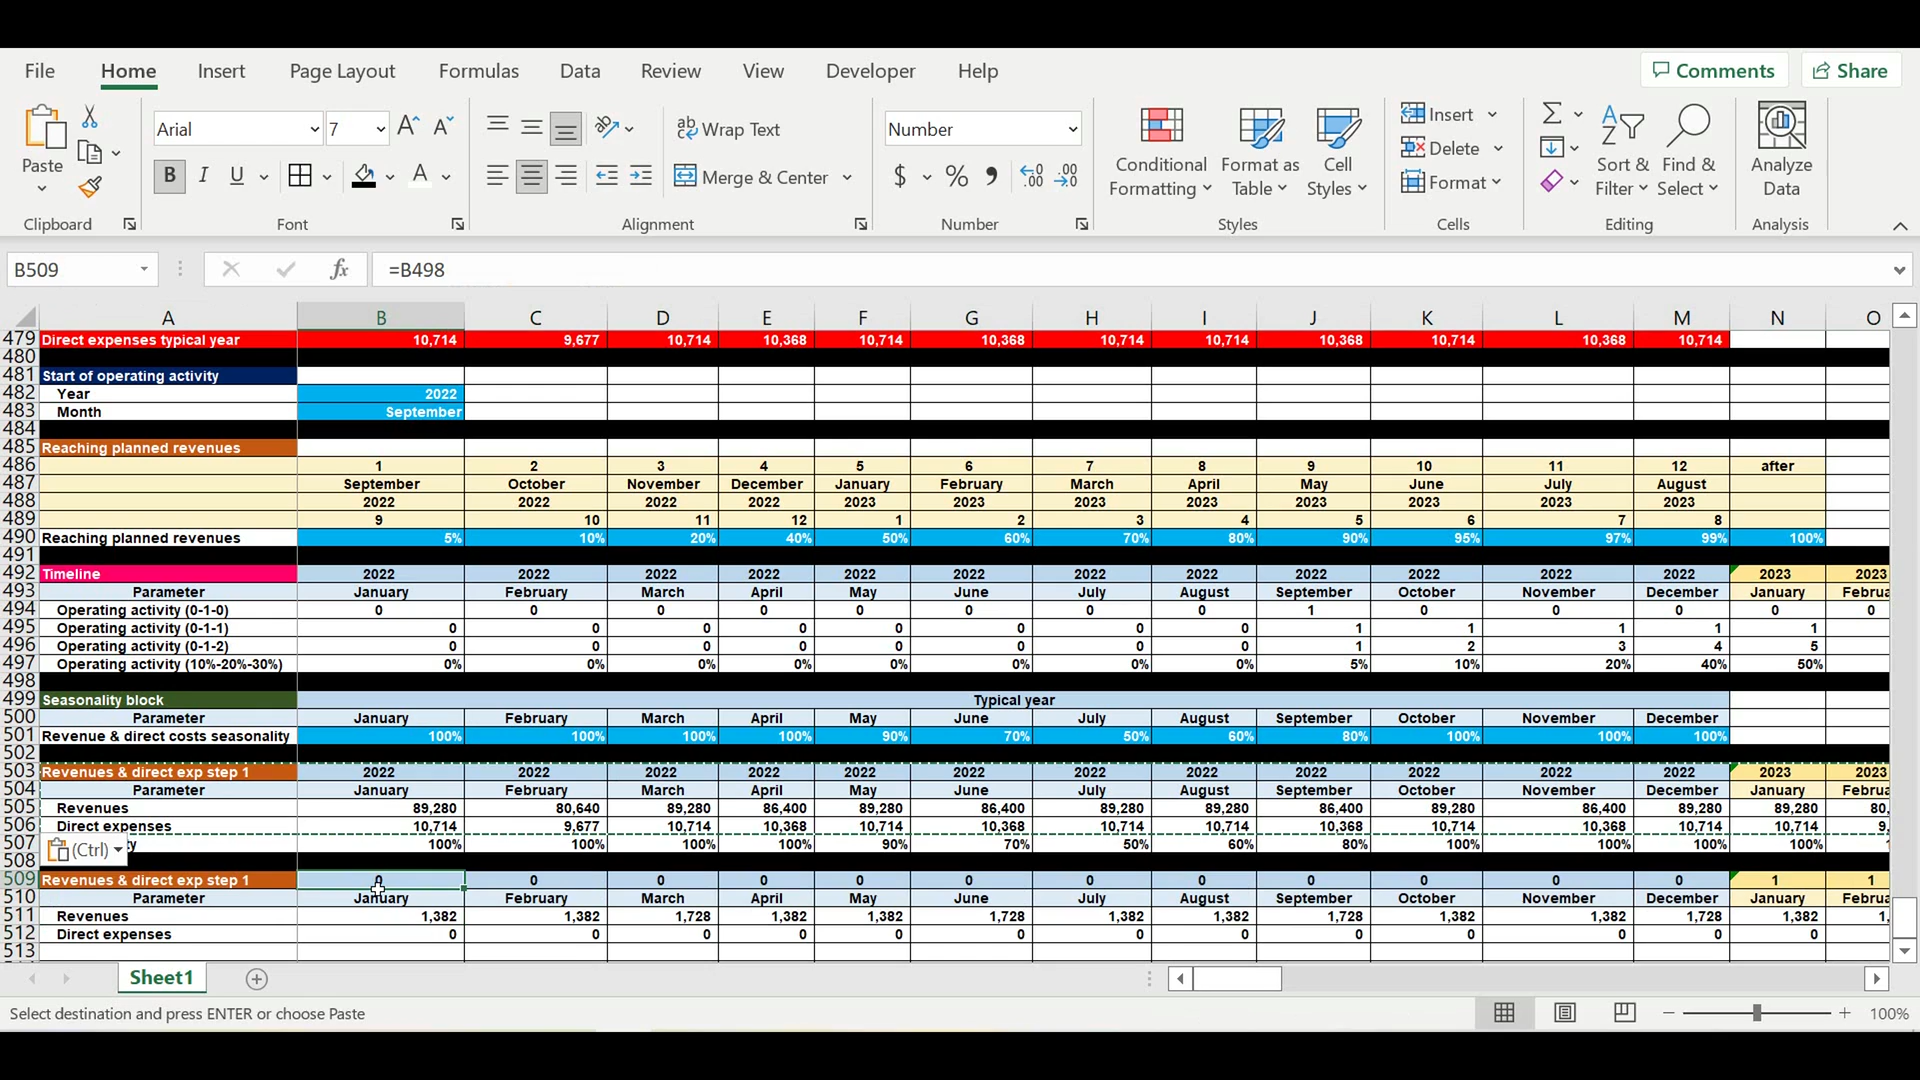 File Home Insert Page Layout Formulas Data Review View Developer Help Comments Share
Paste Arial 7 B I U Wrap Text Merge & Center Number $ % Conditional Formatting Format as Table Cell Styles Insert Delete Format Sort & Filter Find & Select Analyze Data
Clipboard Font Alignment Number Styles Cells Editing Analysis
B509 fx =B498
A B C D E F G H I J K L M N O
479 Direct expenses typical year 10,714 9,677 10,714 10,368 10,714 10,368 10,714 10,714 10,368 10,714 10,368 10,714
480
481 Start of operating activity
482 Year 2022
483 Month September
484
485 Reaching planned revenues
486 1 2 3 4 5 6 7 8 9 10 11 12 after
487 September October November December January February March April May June July August
488 2022 2022 2022 2022 2023 2023 2023 2023 2023 2023 2023 2023
489 9 10 11 12 1 2 3 4 5 6 7 8
490 Reaching planned revenues 5% 10% 20% 40% 50% 60% 70% 80% 90% 95% 97% 99% 100%
491
492 Timeline 2022 2022 2022 2022 2022 2022 2022 2022 2022 2022 2022 2022 2023 2023
493 Parameter January February March April May June July August September October November December January Februa
494 Operating activity (0-1-0) 0 0 0 0 0 0 0 0 1 0 0 0 0 0
495 Operating activity (0-1-1) 0 0 0 0 0 0 0 0 1 1 1 1 1
496 Operating activity (0-1-2) 0 0 0 0 0 0 0 0 1 2 3 4 5
497 Operating activity (10%-20%-30%) 0% 0% 0% 0% 0% 0% 0% 0% 5% 10% 20% 40% 50%
498
499 Seasonality block Typical year
500 Parameter January February March April May June July August September October November December
501 Revenue & direct costs seasonality 100% 100% 100% 100% 90% 70% 50% 60% 80% 100% 100% 100%
502
503 Revenues & direct exp step 1 2022 2022 2022 2022 2022 2022 2022 2022 2022 2022 2022 2022 2023 2023
504 Parameter January February March April May June July August September October November December January Februa
505 Revenues 89,280 80,640 89,280 86,400 89,280 86,400 89,280 89,280 86,400 89,280 86,400 89,280 89,280 80,
506 Direct expenses 10,714 9,677 10,714 10,368 10,714 10,368 10,714 10,714 10,368 10,714 10,368 10,714 10,714 9,
507 (Ctrl) ty 100% 100% 100% 100% 90% 70% 50% 60% 80% 100% 100% 100% 100% 1
508
509 Revenues & direct exp step 1 0 0 0 0 0 0 0 0 0 0 0 0 1 1
510 Parameter January February March April May June July August September October November December January Februa
511 Revenues 1,382 1,382 1,728 1,382 1,382 1,728 1,382 1,382 1,728 1,382 1,382 1,728 1,382 1,
512 Direct expenses 0 0 0 0 0 0 0 0 0 0 0 0 0
513
Sheet1
Select destination and press ENTER or choose Paste 100%